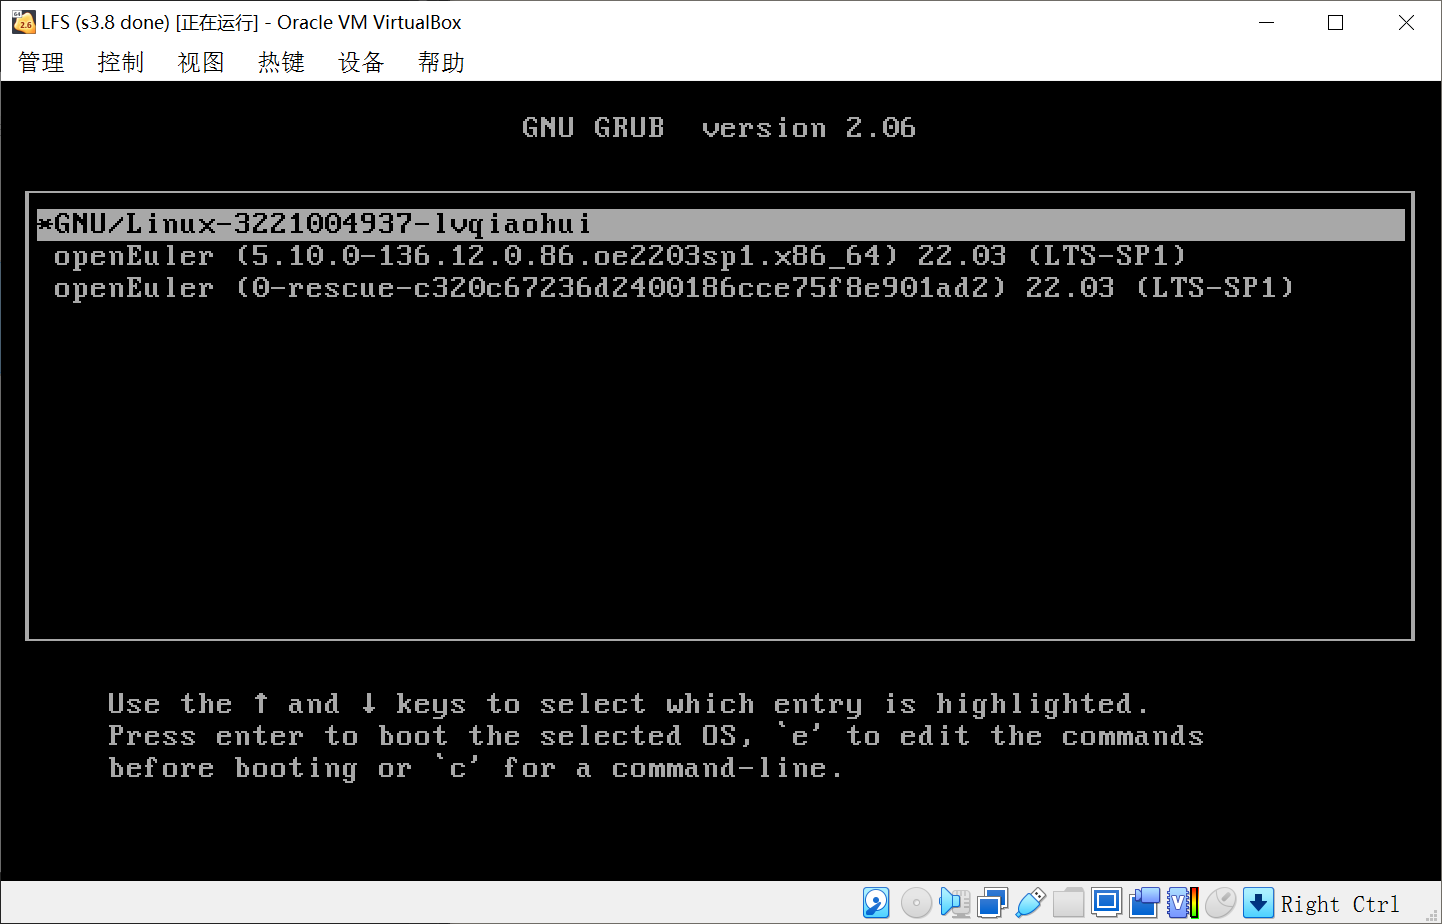 LFS (s3.8 done) [正在运行] - Oracle VM VirtualBox
管理 控制 视图 热键 设备 帮助
GNU GRUB  version 2.06
*GNU/Linux-3221004937-lvqiaohui
openEuler (5.10.0-136.12.0.86.oe2203sp1.x86_64) 22.03 (LTS-SP1)
openEuler (0-rescue-c320c67236d2400186cce75f8e901ad2) 22.03 (LTS-SP1)
Use the ↑ and ↓ keys to select which entry is highlighted.
Press enter to boot the selected OS, `e' to edit the commands
before booting or `c' for a command-line.
Right Ctrl